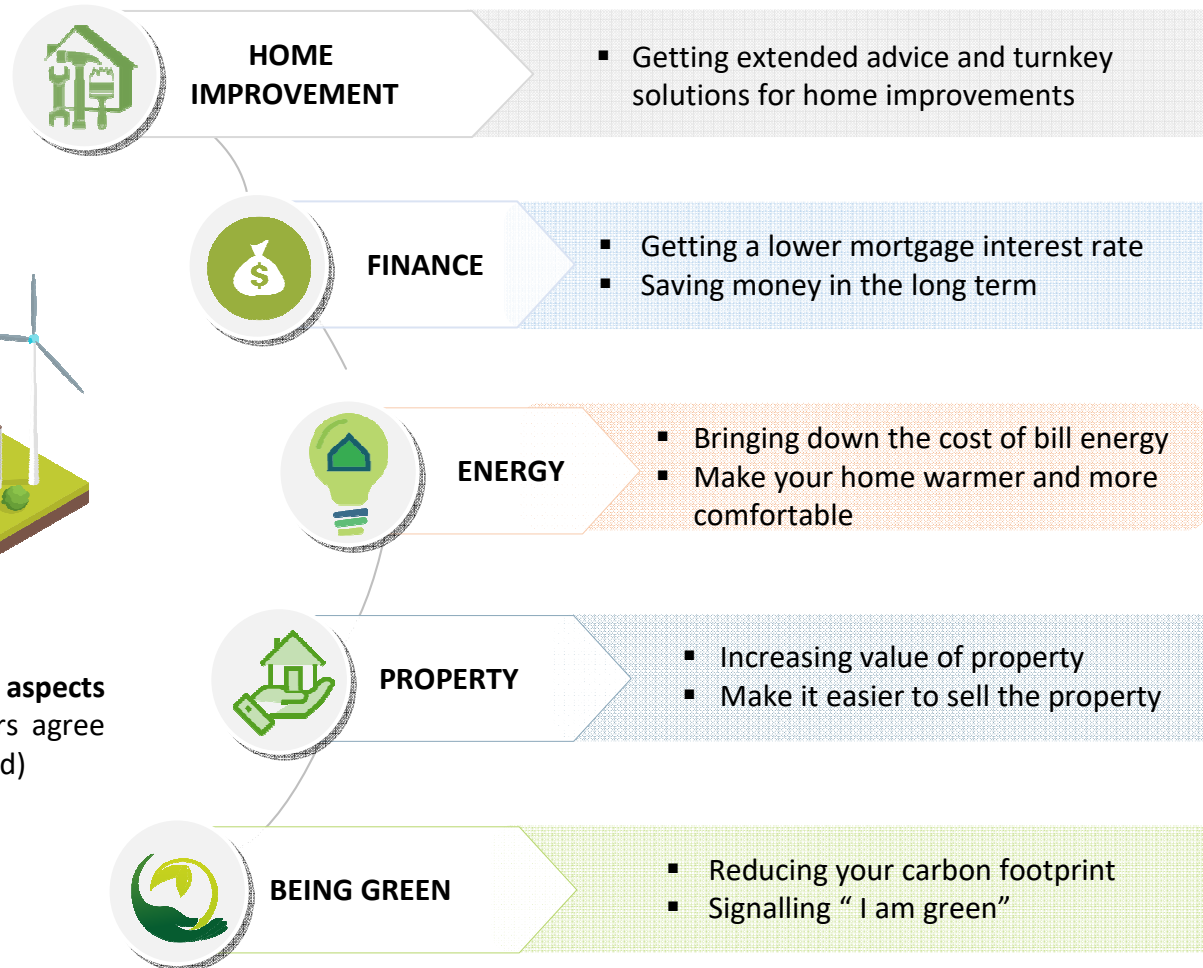 HOME
IMPROVEMENT
▪ Getting extended advice and turnkey
solutions for home improvements
FINANCE
▪ Getting a lower mortgage interest rate
▪ Saving money in the long term
$
ENERGY
▪ Bringing down the cost of bill energy
▪ Make your home warmer and more
comfortable
PROPERTY
▪ Increasing value of property
▪ Make it easier to sell the property
aspects
rs agree
d)
BEING GREEN
▪ Reducing your carbon footprint
▪ Signalling “ I am green”